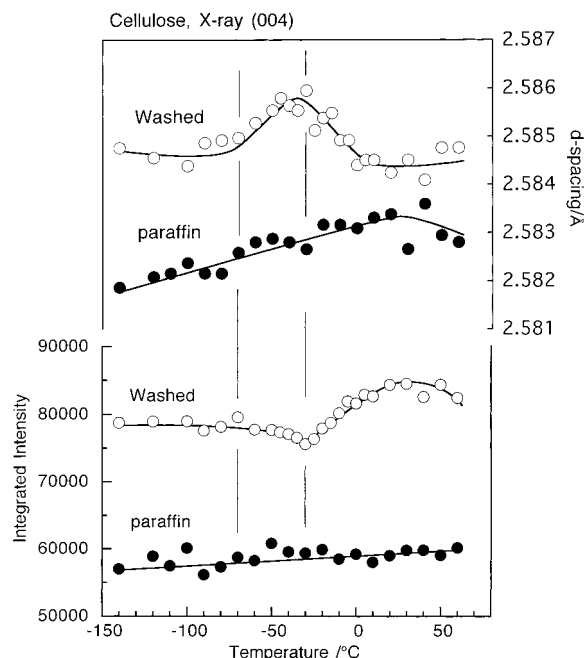 Cellulose, X-ray (004)
2.587
2.586
Washed
2.585
2.584
d-spacing/Å
paraffin
2.583
2.582
2.581
90000
Washed
80000
Integrated Intensity
70000
paraffin
60000
50000
-150 -100 -50 0 50
Temperature /°C